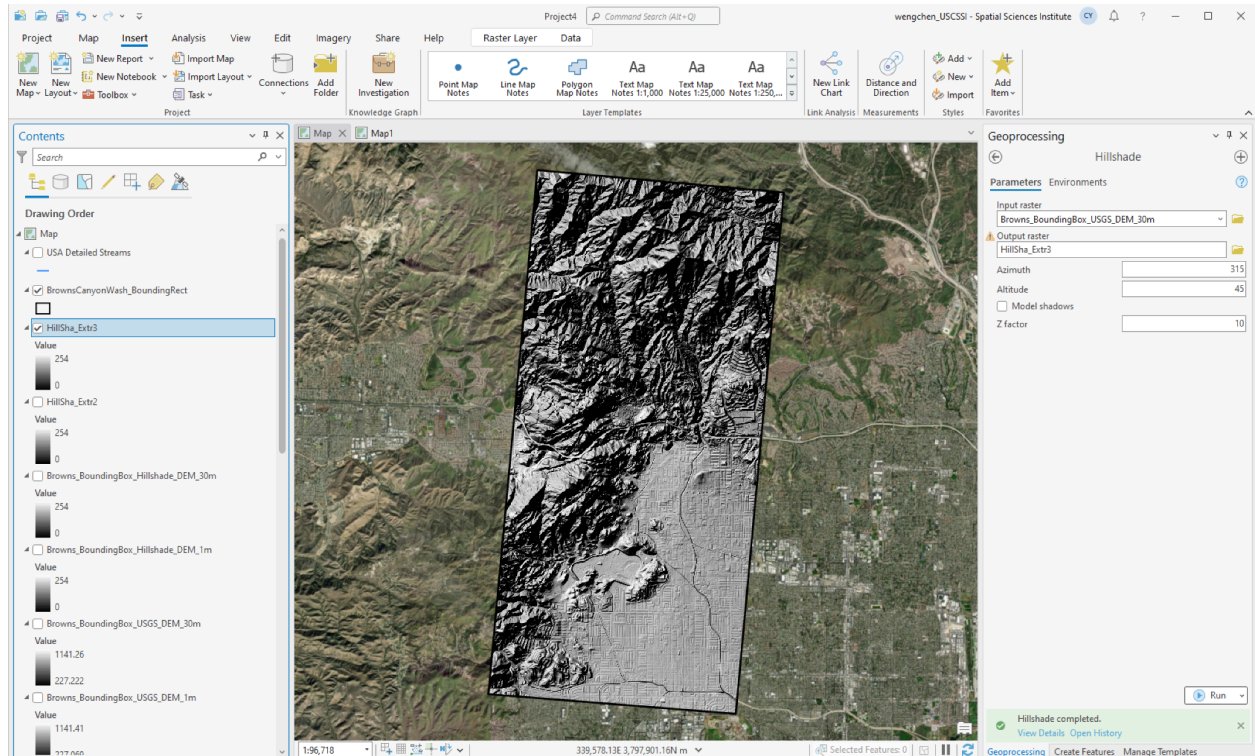 Project4
Command Search (Alt+Q)
wengchen_USCSSI - Spatial Sciences Institute
CY
?
Project Map Insert Analysis View Edit Imagery Share Help Raster Layer Data
New Map
New Layout
New Report
New Notebook
Toolbox
Import Map
Import Layout
Task
Connections
Add Folder
Project
New Investigation
Knowledge Graph
Point Map Notes
Line Map Notes
Polygon Map Notes
Aa
Text Map Notes 1:1,000
Aa
Text Map Notes 1:25,000
Aa
Text Map Notes 1:250,...
Layer Templates
New Link Chart
Link Analysis
Distance and Direction
Measurements
Add
New
Import
Styles
Add Item
Favorites
Contents
Search
Drawing Order
Map
USA Detailed Streams
BrownsCanyonWash_BoundingRect
HillSha_Extr3
Value
254
0
HillSha_Extr2
Value
254
0
Browns_BoundingBox_Hillshade_DEM_30m
Value
254
0
Browns_BoundingBox_Hillshade_DEM_1m
Value
254
0
Browns_BoundingBox_USGS_DEM_30m
Value
1141.26
227.222
Browns_BoundingBox_USGS_DEM_1m
Value
1141.41
227.069
Map
Map1
1:96,718
339,578.13E 3,797,901.16N m
Selected Features: 0
Geoprocessing
Hillshade
Parameters Environments
?
Input raster
Browns_BoundingBox_USGS_DEM_30m
Output raster
HillSha_Extr3
Azimuth 315
Altitude 45
Model shadows
Z factor 10
Run
Hillshade completed.
View Details Open History
Geoprocessing Create Features Manage Templates